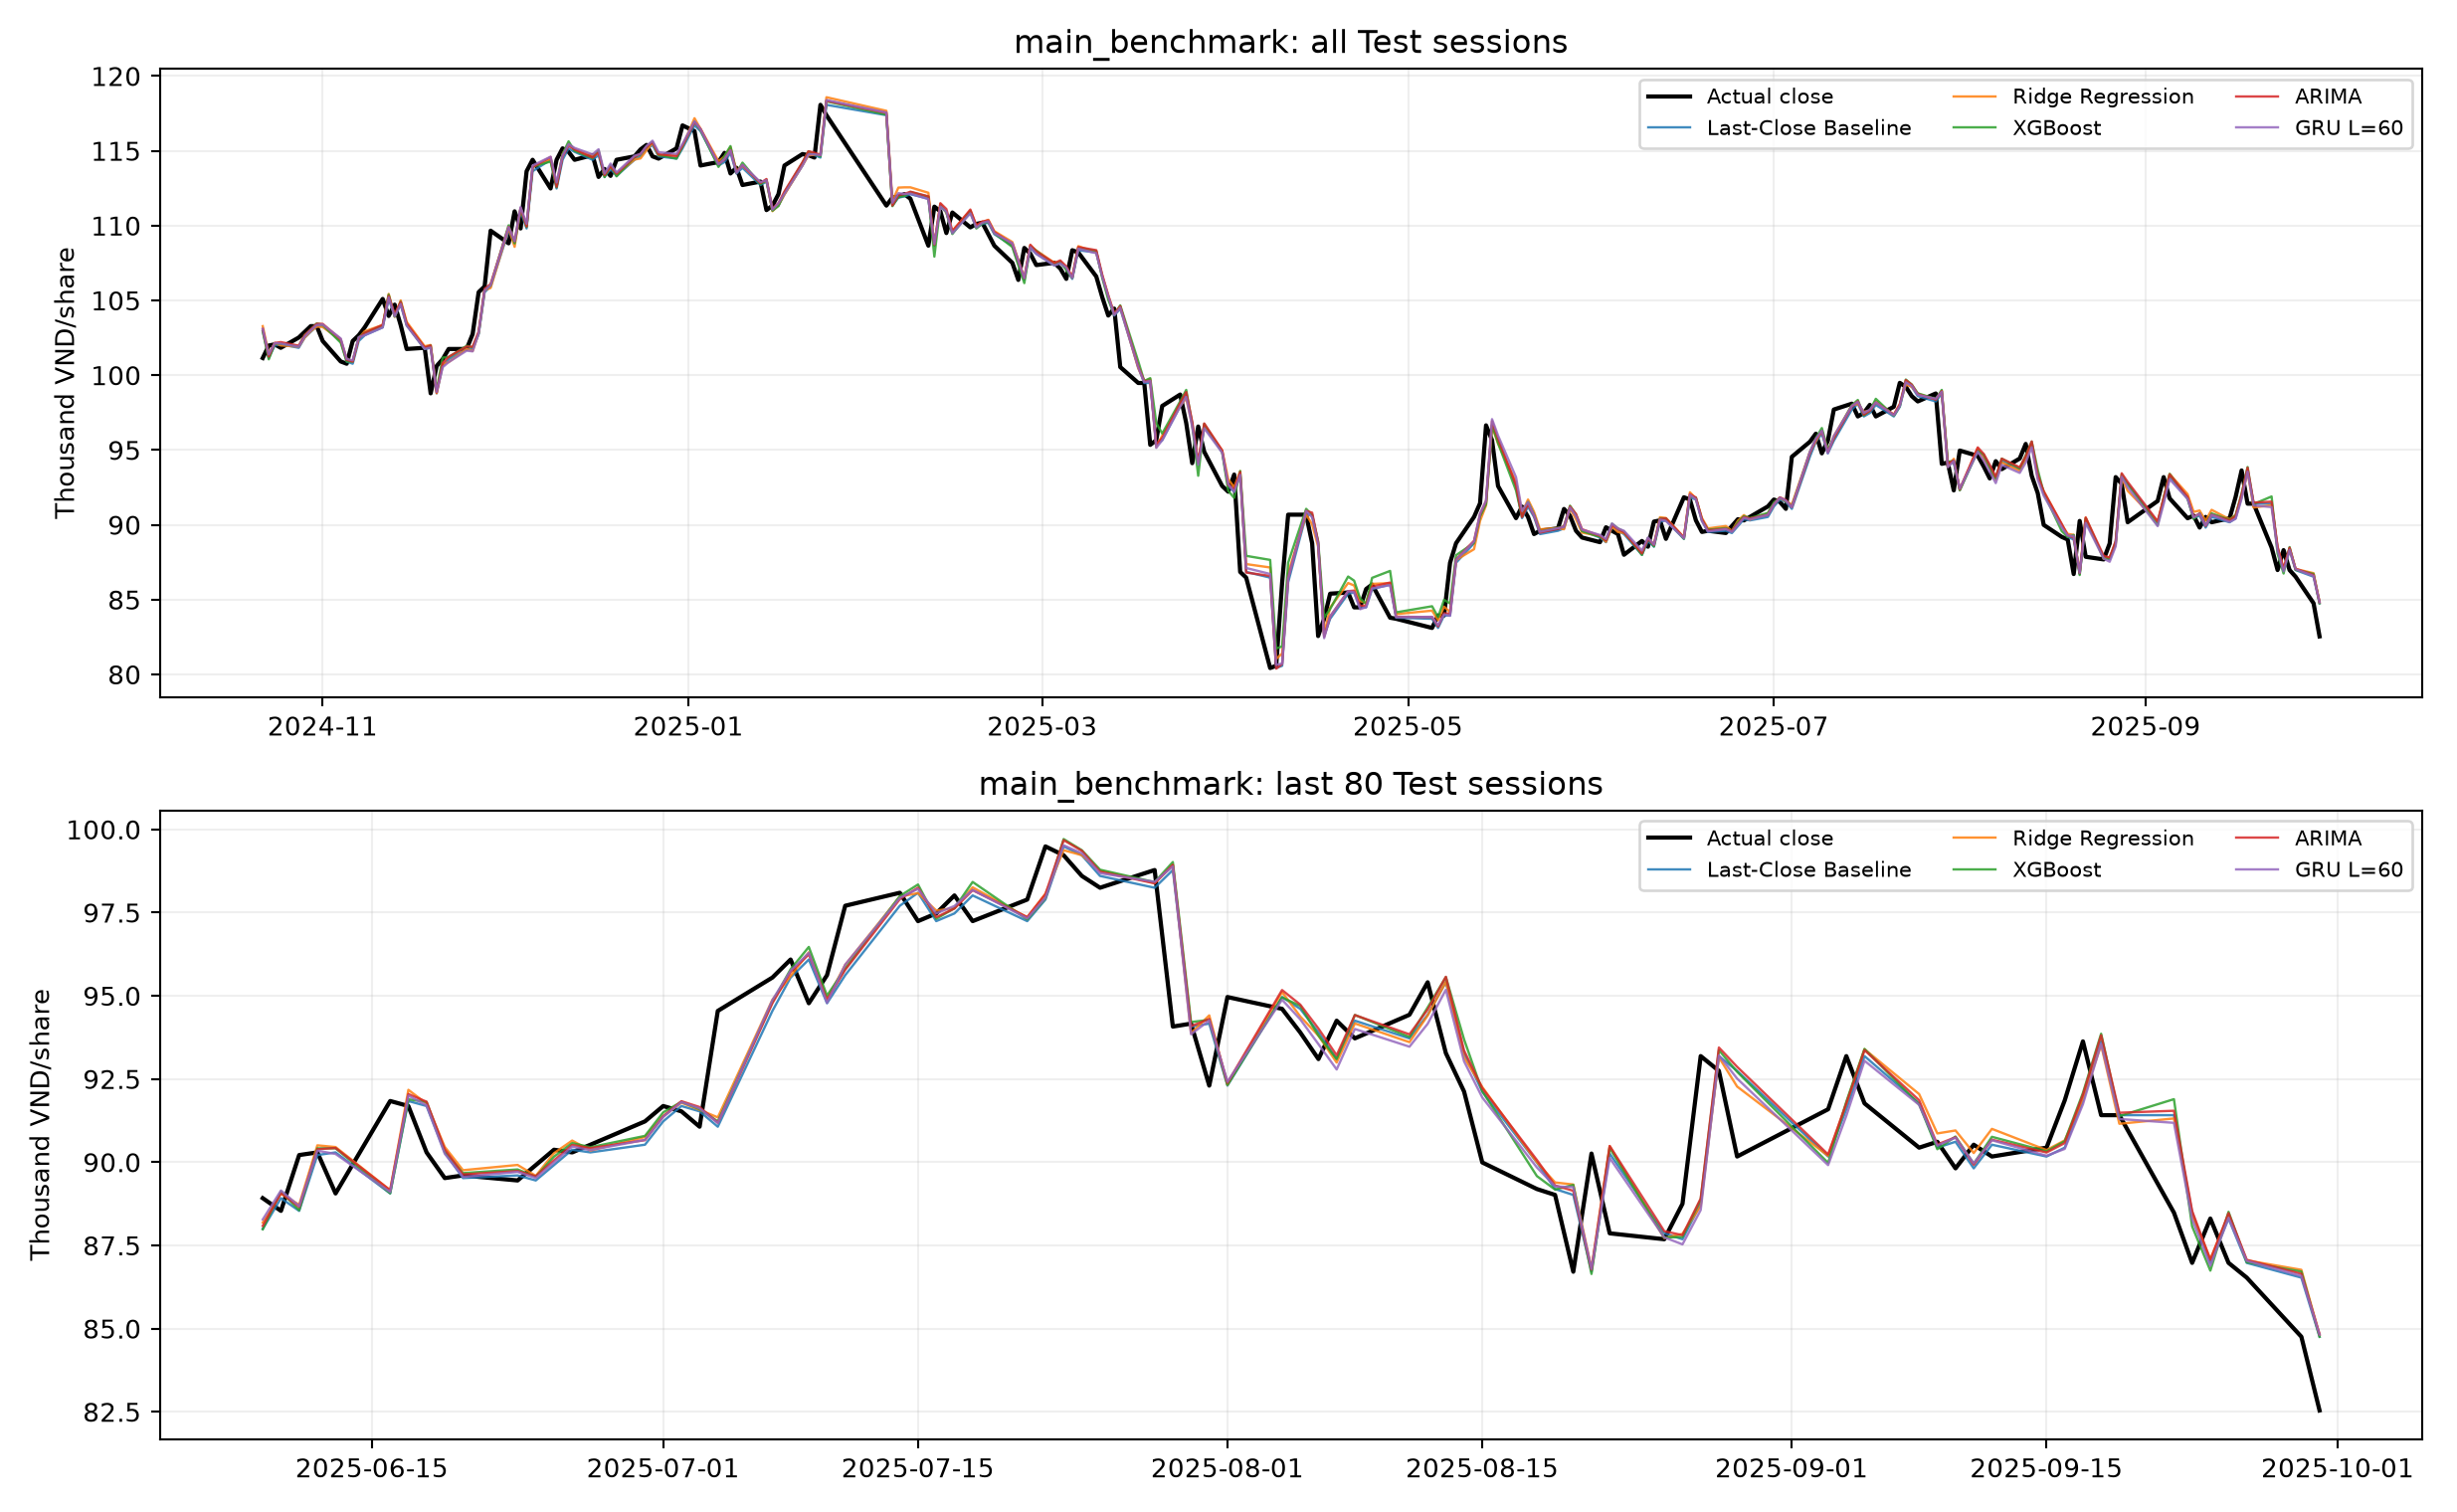 main_benchmark: all Test sessions
Thousand VND/share
120
115
110
105
100
95
90
85
80
Actual close
Last-Close Baseline
Ridge Regression
XGBoost
ARIMA
GRU L=60
2024-11
2025-01
2025-03
2025-05
2025-07
2025-09
main_benchmark: last 80 Test sessions
Thousand VND/share
100.0
97.5
95.0
92.5
90.0
87.5
85.0
82.5
Actual close
Last-Close Baseline
Ridge Regression
XGBoost
ARIMA
GRU L=60
2025-06-15
2025-07-01
2025-07-15
2025-08-01
2025-08-15
2025-09-01
2025-09-15
2025-10-01